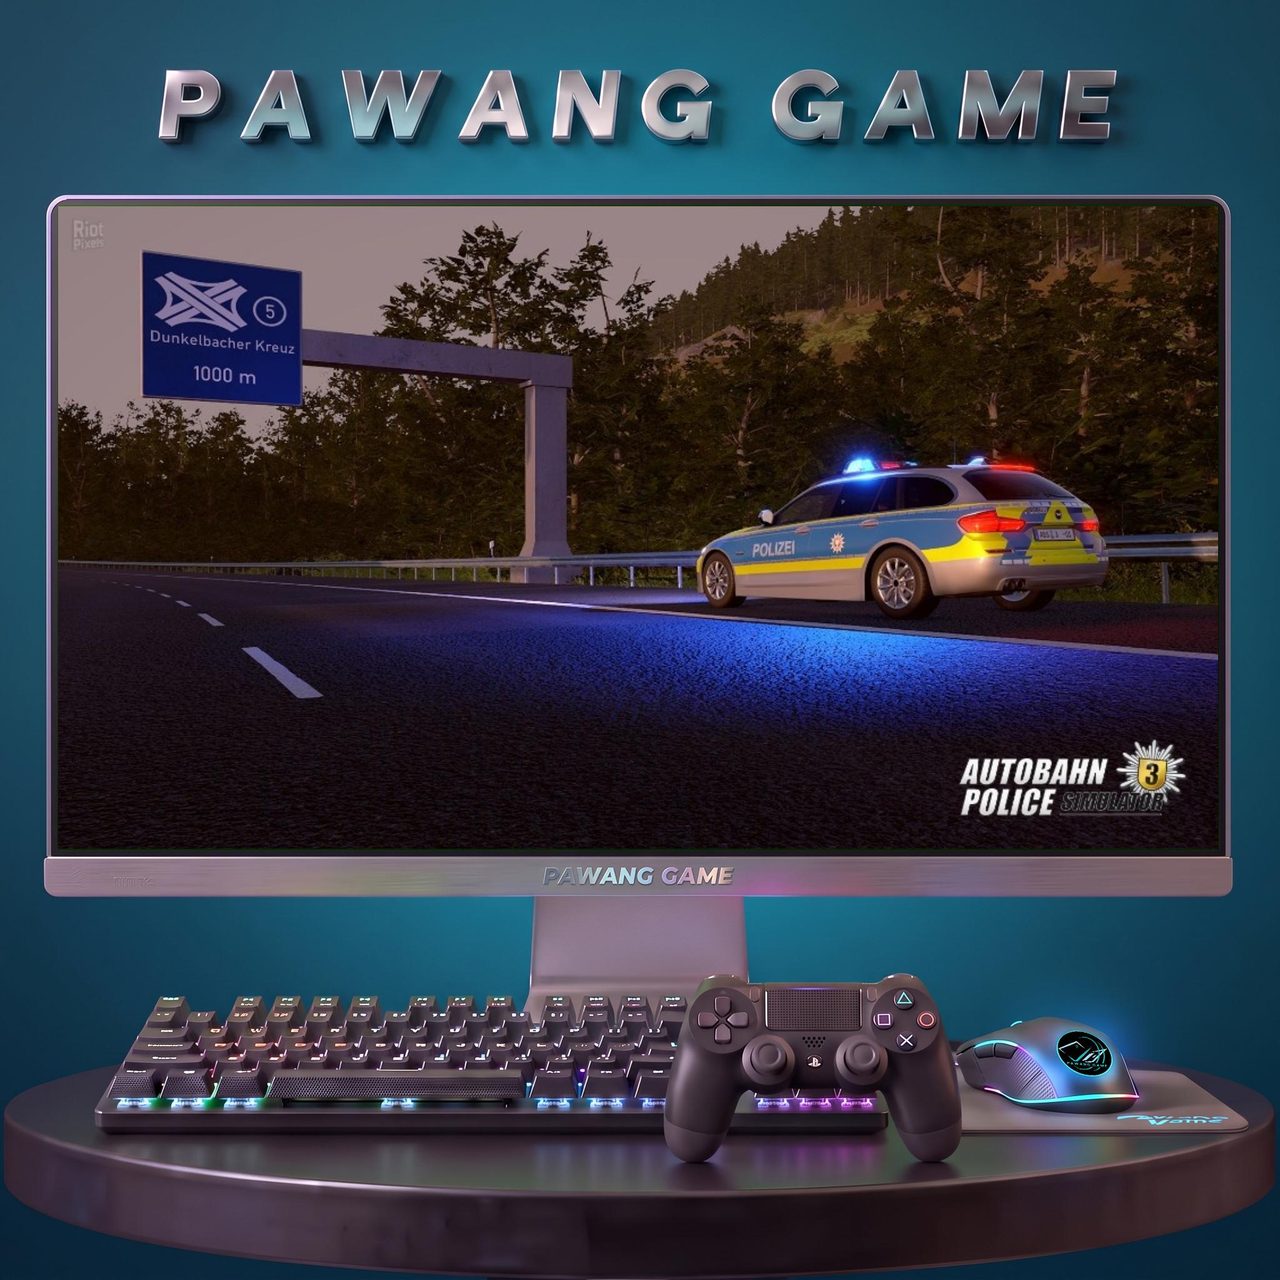 PAWANG GAME
Riot
Pixels
5
Dunkelbacher Kreuz
1000 m
POLIZEI
AUTOBAHN
3
POLICE SIMULATOR
PAWANG GAME